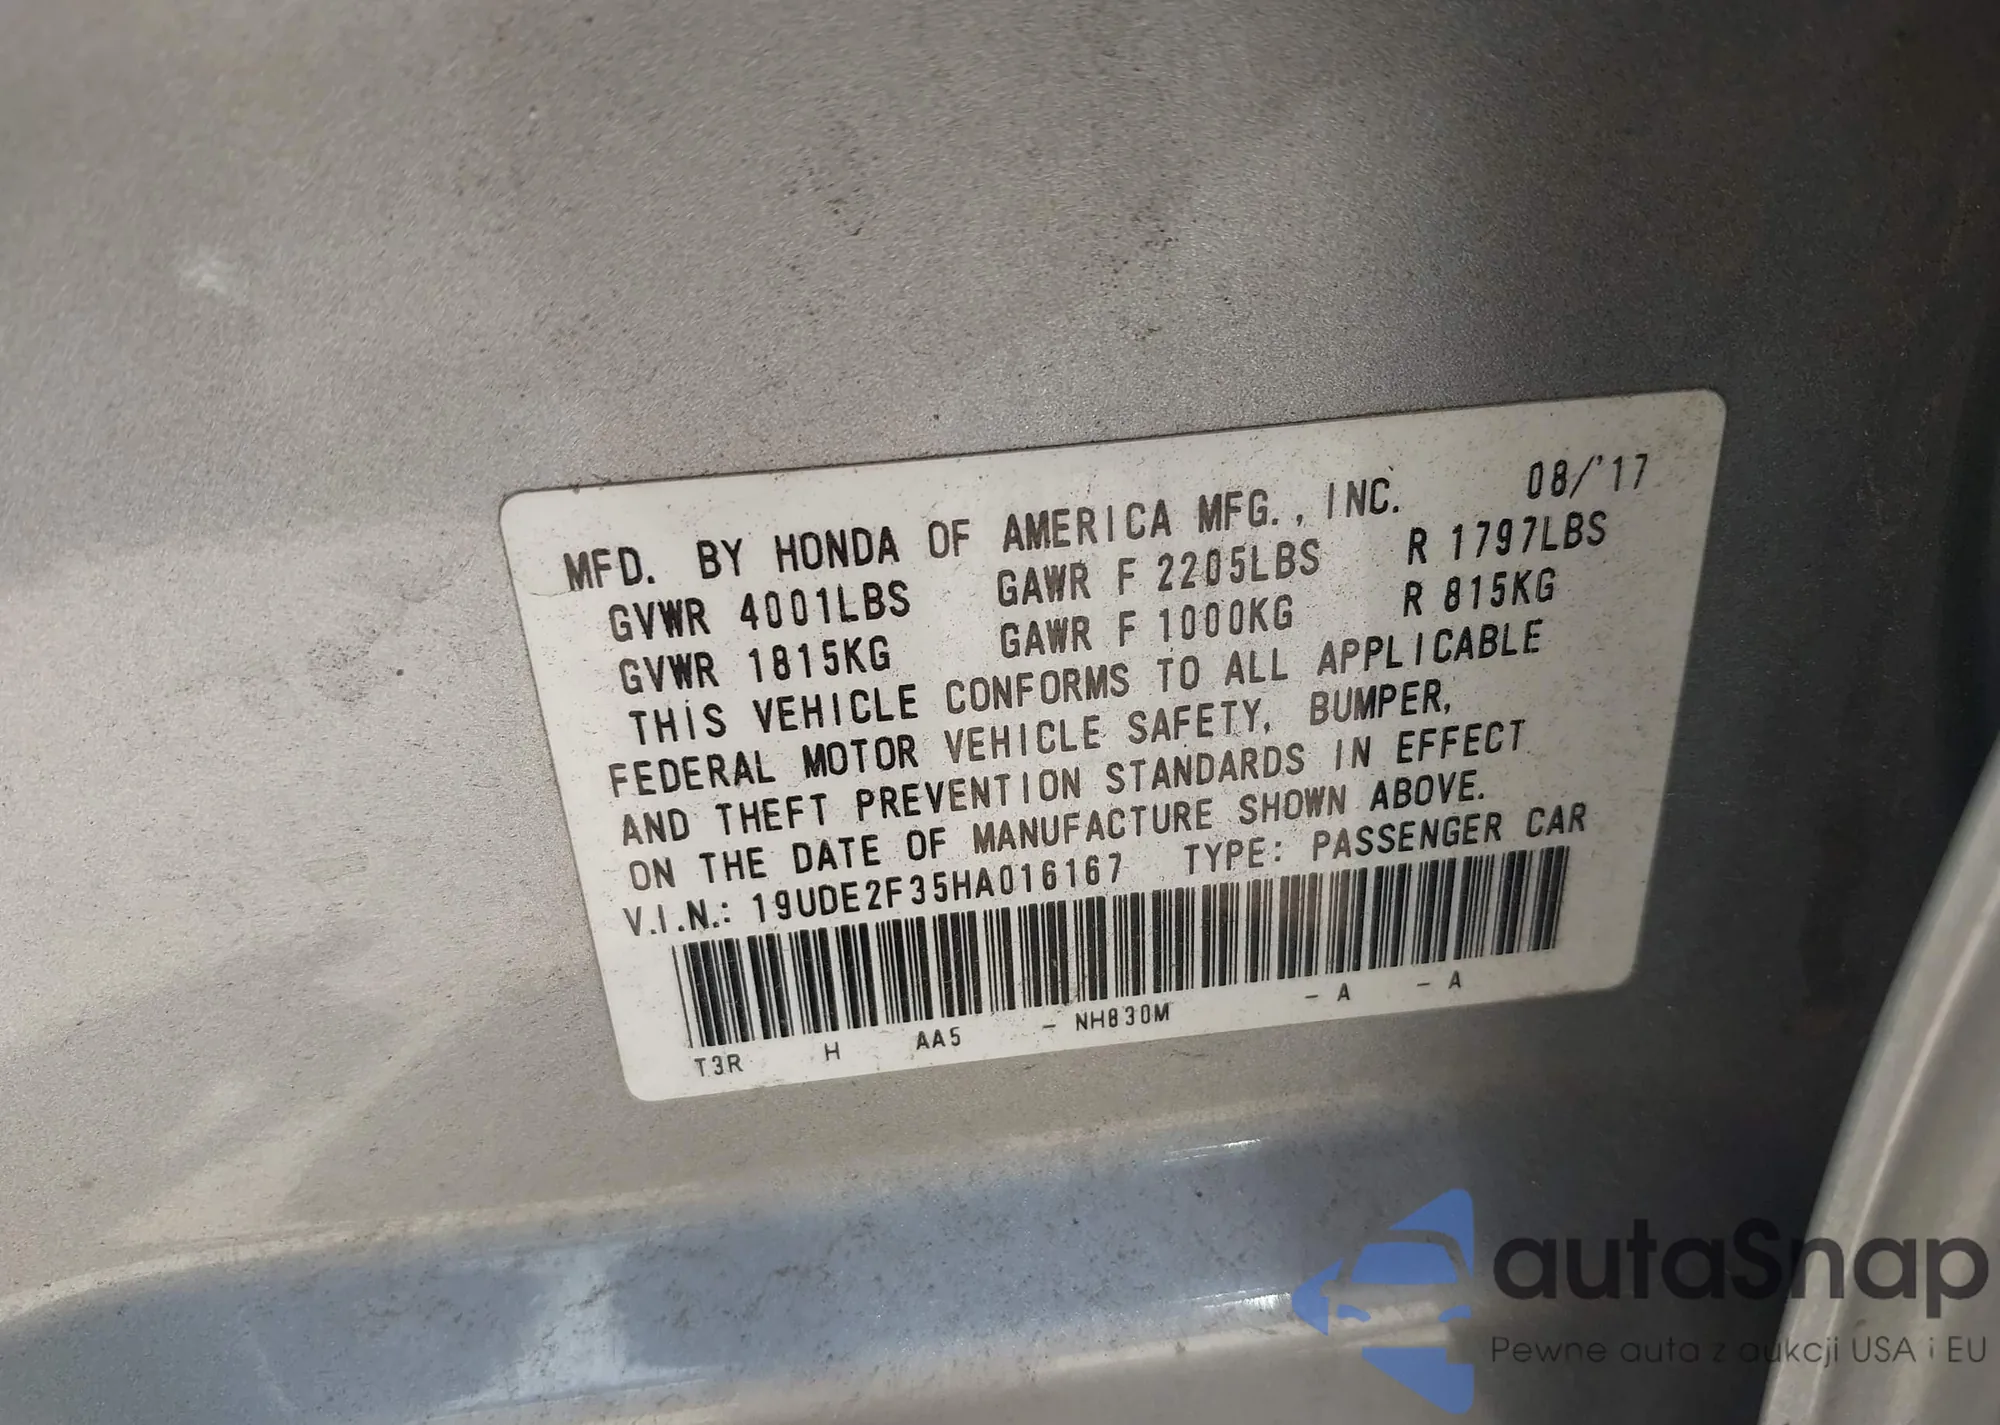 MFD. BY HONDA OF AMERICA MFG., INC. 08/'17
GVWR 4001LBS GAWR F 2205LBS R 1797LBS
GVWR 1815KG GAWR F 1000KG R 815KG
THIS VEHICLE CONFORMS TO ALL APPLICABLE
FEDERAL MOTOR VEHICLE SAFETY, BUMPER,
AND THEFT PREVENTION STANDARDS IN EFFECT
ON THE DATE OF MANUFACTURE SHOWN ABOVE.
V.I.N.: 19UDE2F35HA016167 TYPE: PASSENGER CAR
T3R H AA5 - NH830M - A - A
autaSnap
Pewne auta z aukcji USA i EU